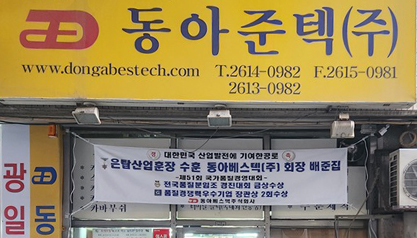 동아준텍(주)
www.dongabestech.com T.2614-0982 F.2615-0981
2613-0982
경 대한민국 산업발전에 기여한공로 축
은탑산업훈장 수훈 동아베스텍(주) 회장 배준집
-제51회 국가품질경영대회-
전국품질분임조 경진대회 금상수상
품질경쟁력우수기업 장관상 2회수상
동아베스텍주식회사
광일
동